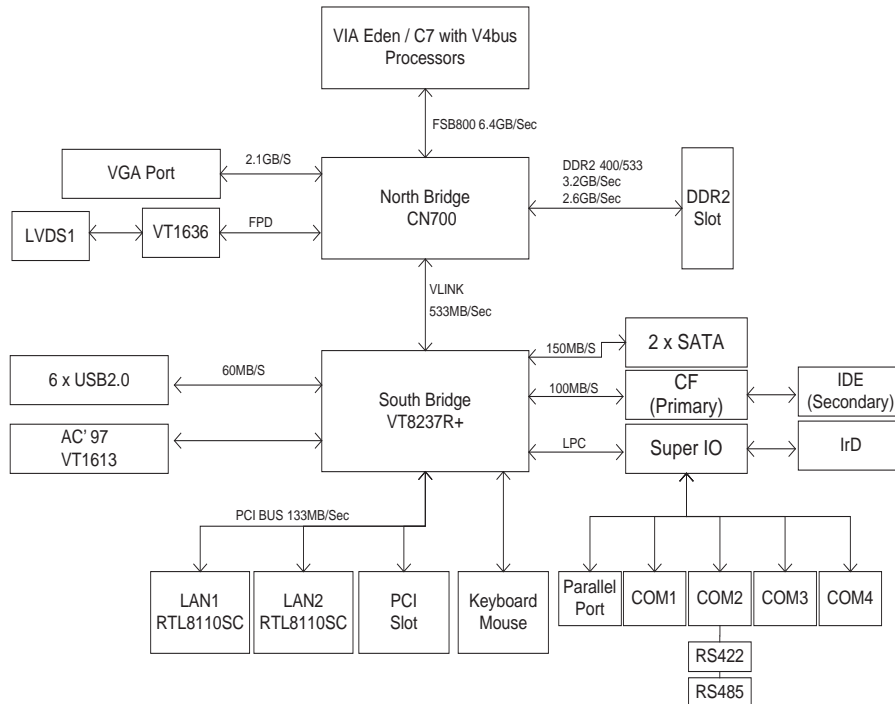 VIA Eden / C7 with V4bus
Processors
FSB800 6.4GB/Sec
VGA Port
2.1GB/S
North Bridge
CN700
DDR2 400/533
3.2GB/Sec
2.6GB/Sec
DDR2
Slot
LVDS1
VT1636
FPD
VLINK
533MB/Sec
6 x USB2.0
60MB/S
South Bridge
VT8237R+
150MB/S
2 x SATA
100MB/S
CF
(Primary)
IDE
(Secondary)
AC' 97
VT1613
LPC
Super IO
IrD
PCI BUS 133MB/Sec
LAN1
RTL8110SC
LAN2
RTL8110SC
PCI
Slot
Keyboard
Mouse
Parallel
Port
COM1
COM2
COM3
COM4
RS422
RS485